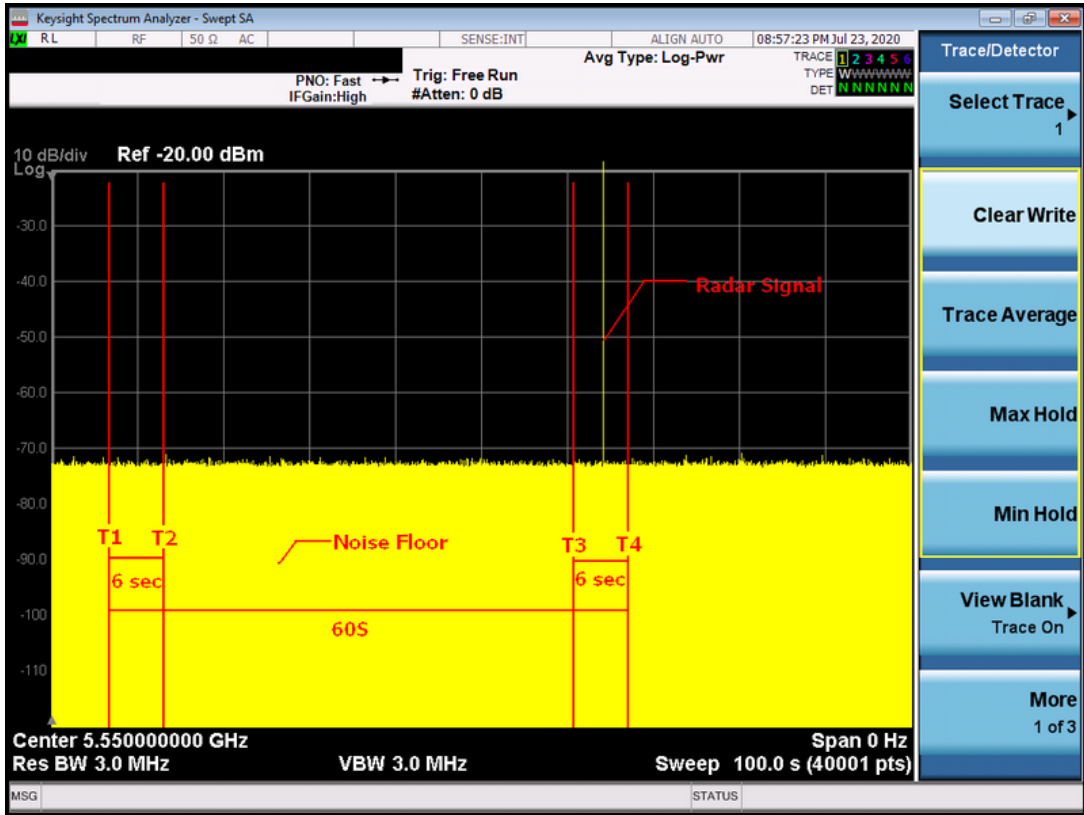 Keysight Spectrum Analyzer - Swept SA
LXI RL RF 50 Ω AC SENSE:INT ALIGN AUTO 08:57:23 PM Jul 23, 2020
Avg Type: Log-Pwr
TRACE 1 2 3 4 5 6
TYPE WWWWWW
DET N N N N N N
PNO: Fast
IFGain:High
Trig: Free Run
#Atten: 0 dB
10 dB/div Ref -20.00 dBm
Log
-30.0
-40.0
-50.0
-60.0
-70.0
-80.0
-90.0
-100
-110
Radar Signal
T1 T2
Noise Floor
T3 T4
6 sec
6 sec
60S
Center 5.550000000 GHz
Span 0 Hz
Res BW 3.0 MHz
VBW 3.0 MHz
Sweep 100.0 s (40001 pts)
MSG
STATUS
Trace/Detector
Select Trace
1
Clear Write
Trace Average
Max Hold
Min Hold
View Blank
Trace On
More
1 of 3